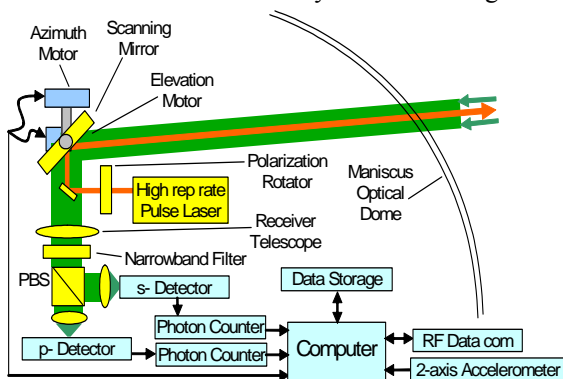 Scanning
Mirror
Azimuth
Motor
Elevation
Motor
Polarization
Rotator
Maniscus
Optical
Dome
High rep rate
Pulse Laser
Receiver
Telescope
Narrowband Filter
PBS
s- Detector
Data Storage
Photon Counter
Computer
RF Data com
p- Detector
Photon Counter
2-axis Accelerometer